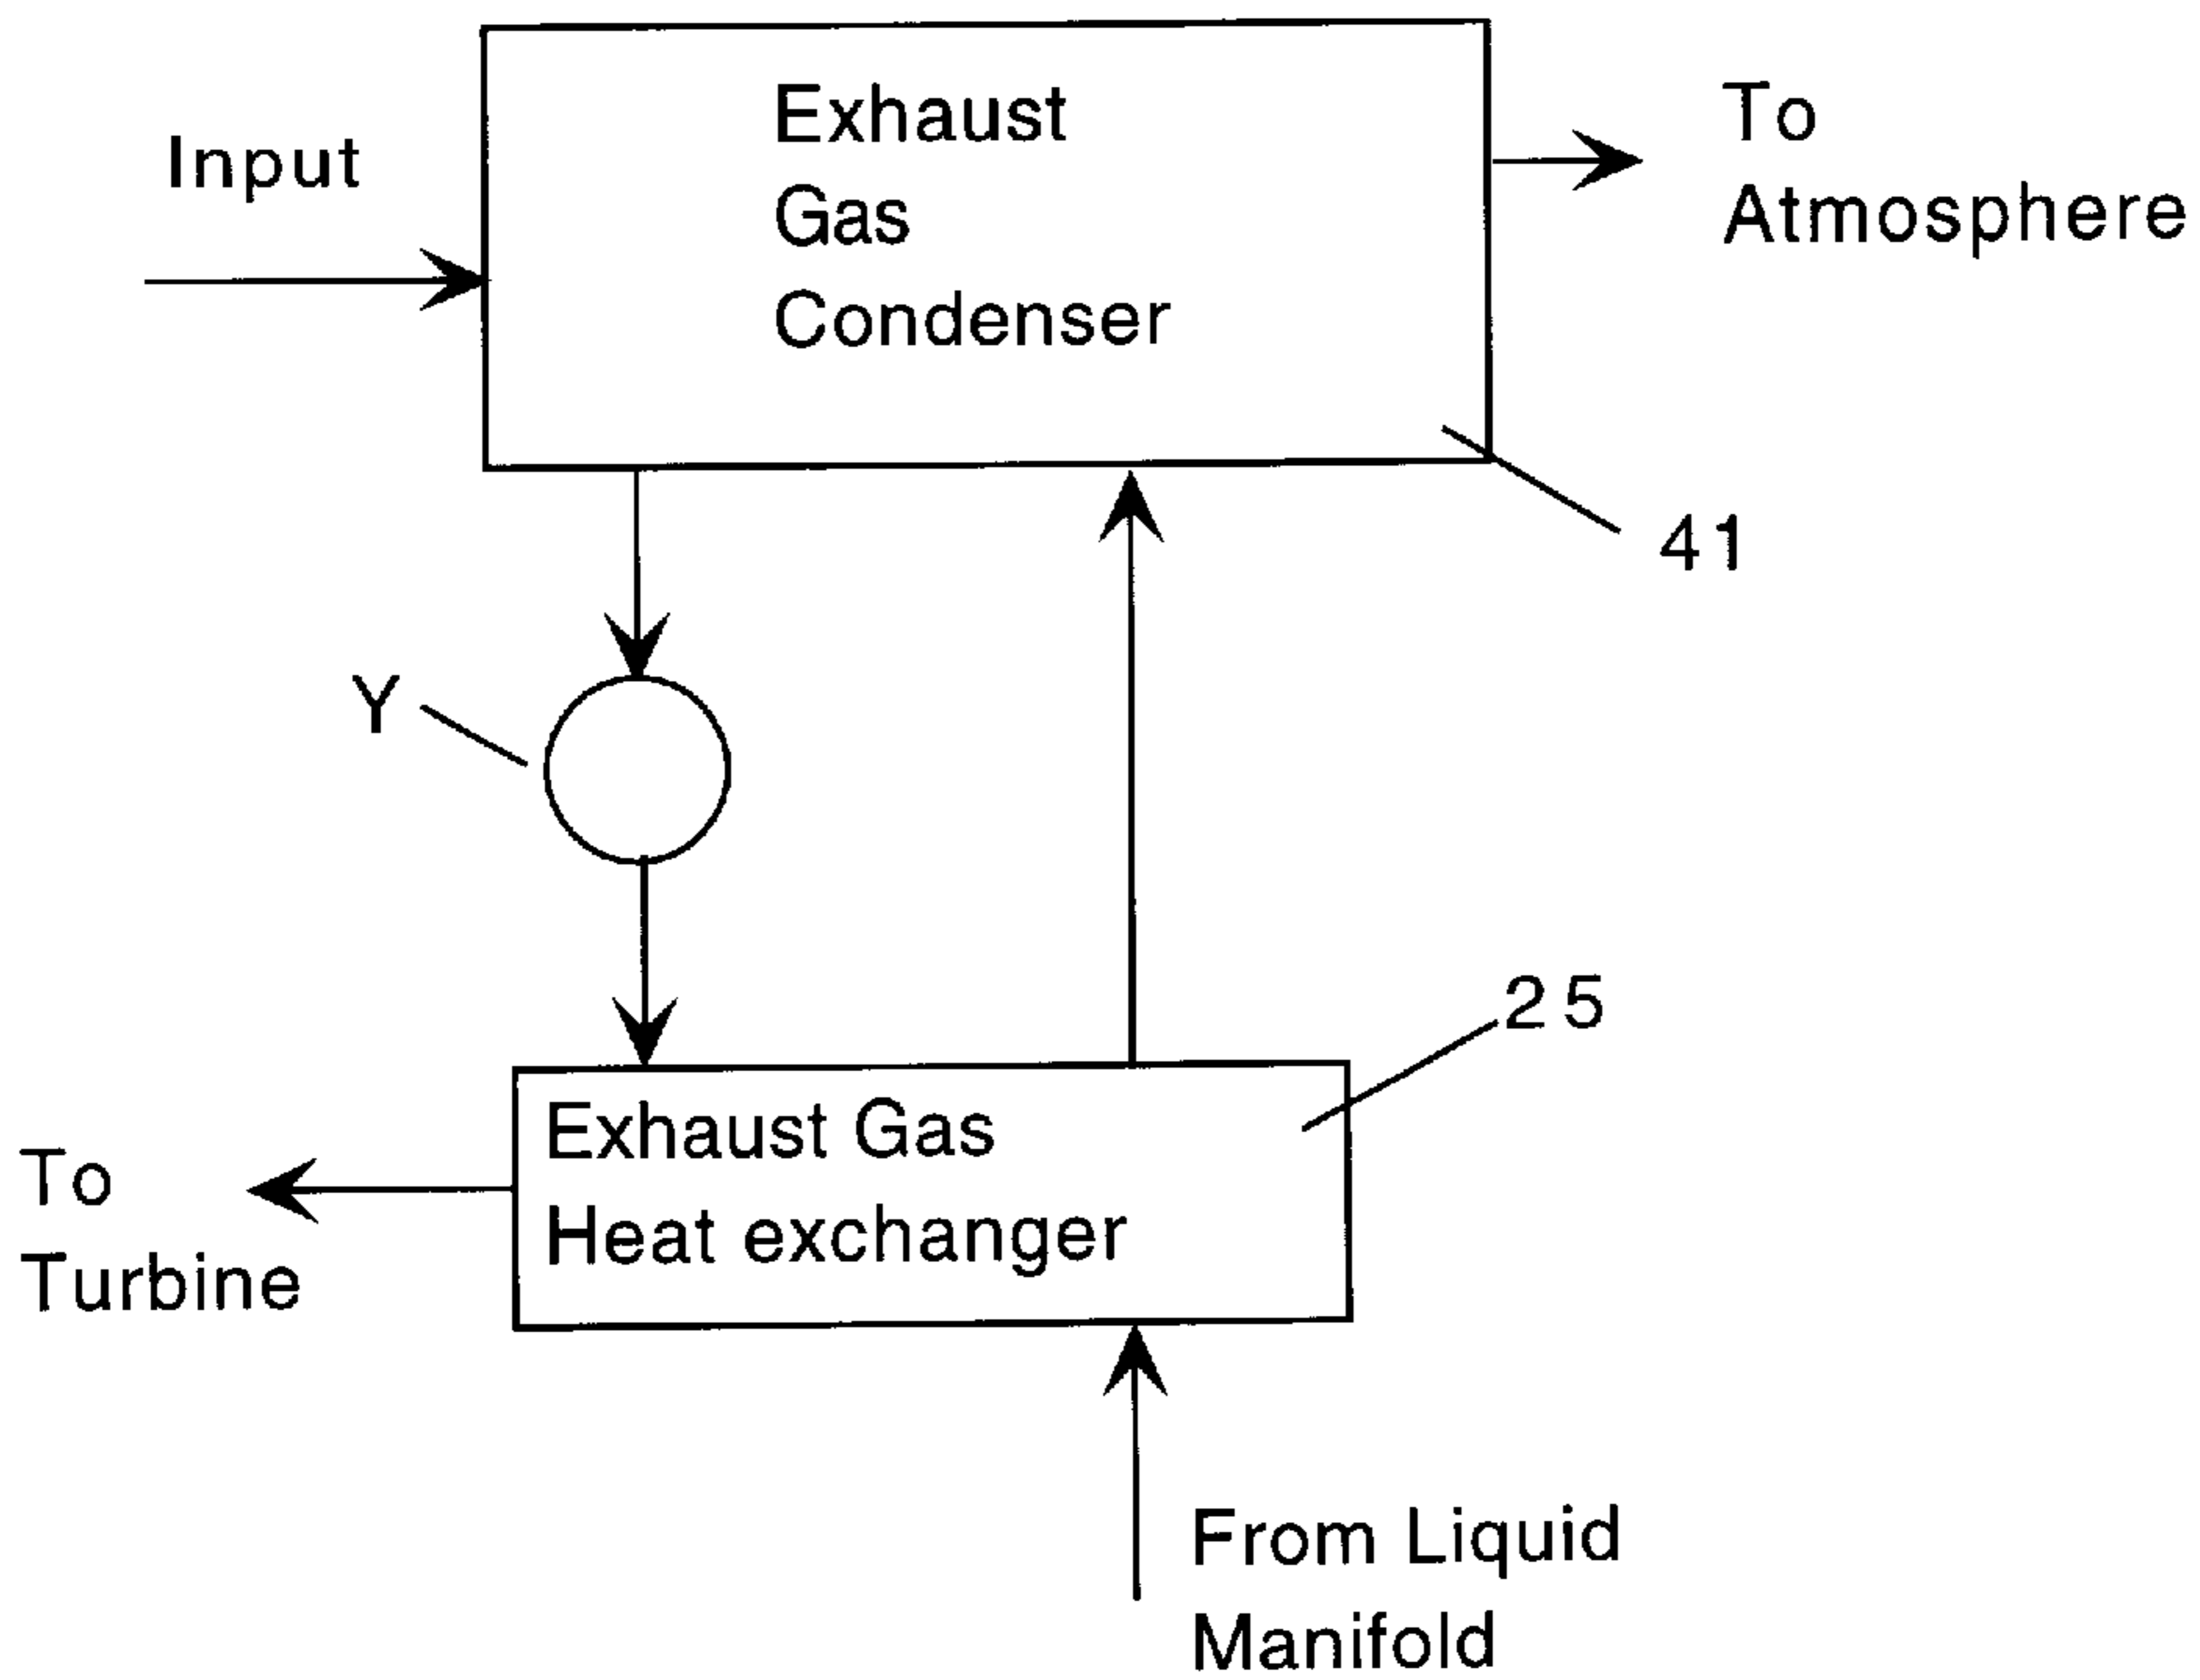 Input
Exhaust
Gas
Condenser
To
Atmosphere
41
Y
25
Exhaust Gas
Heat exchanger
To
Turbine
From Liquid
Manifold